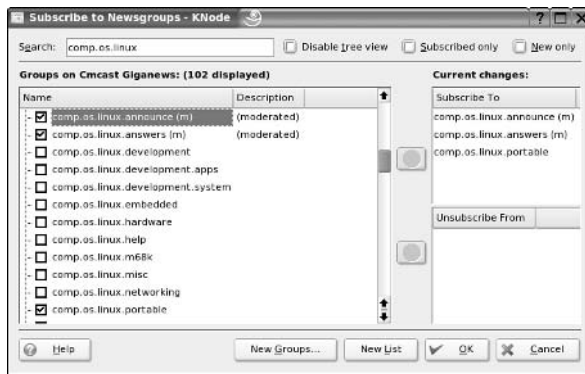 Subscribe to Newsgroups - KNode
Search: comp.os.linux
Disable tree view
Subscribed only
New only
Groups on Cmcast Giganews: (102 displayed)
Current changes:
Name Description
Subscribe To
comp.os.linux.announce (m) (moderated)
comp.os.linux.answers (m) (moderated)
comp.os.linux.development
comp.os.linux.development.apps
comp.os.linux.development.system
comp.os.linux.embedded
comp.os.linux.hardware
comp.os.linux.help
comp.os.linux.m68k
comp.os.linux.misc
comp.os.linux.networking
comp.os.linux.portable
comp.os.linux.announce (m)
comp.os.linux.answers (m)
comp.os.linux.portable
Unsubscribe From
Help
New Groups...
New List
OK
Cancel